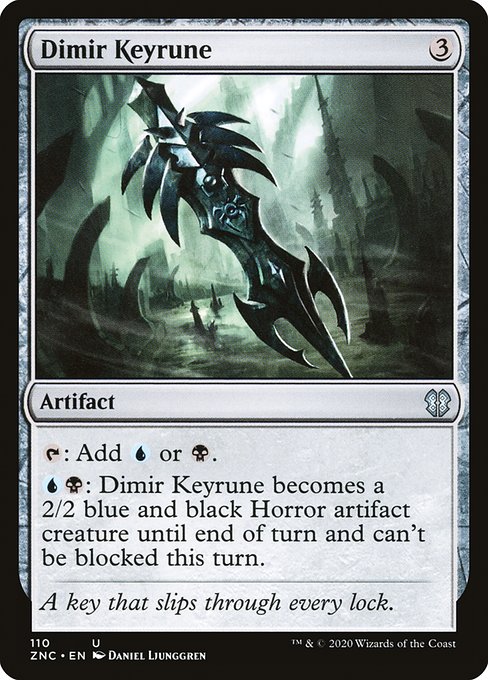 Dimir Keyrune 3
Artifact
: Add or .
: Dimir Keyrune becomes a
2/2 blue and black Horror artifact
creature until end of turn and can't
be blocked this turn.
A key that slips through every lock.
110 U ™ & © 2020 Wizards of the Coast
ZNC • EN Daniel Ljunggren